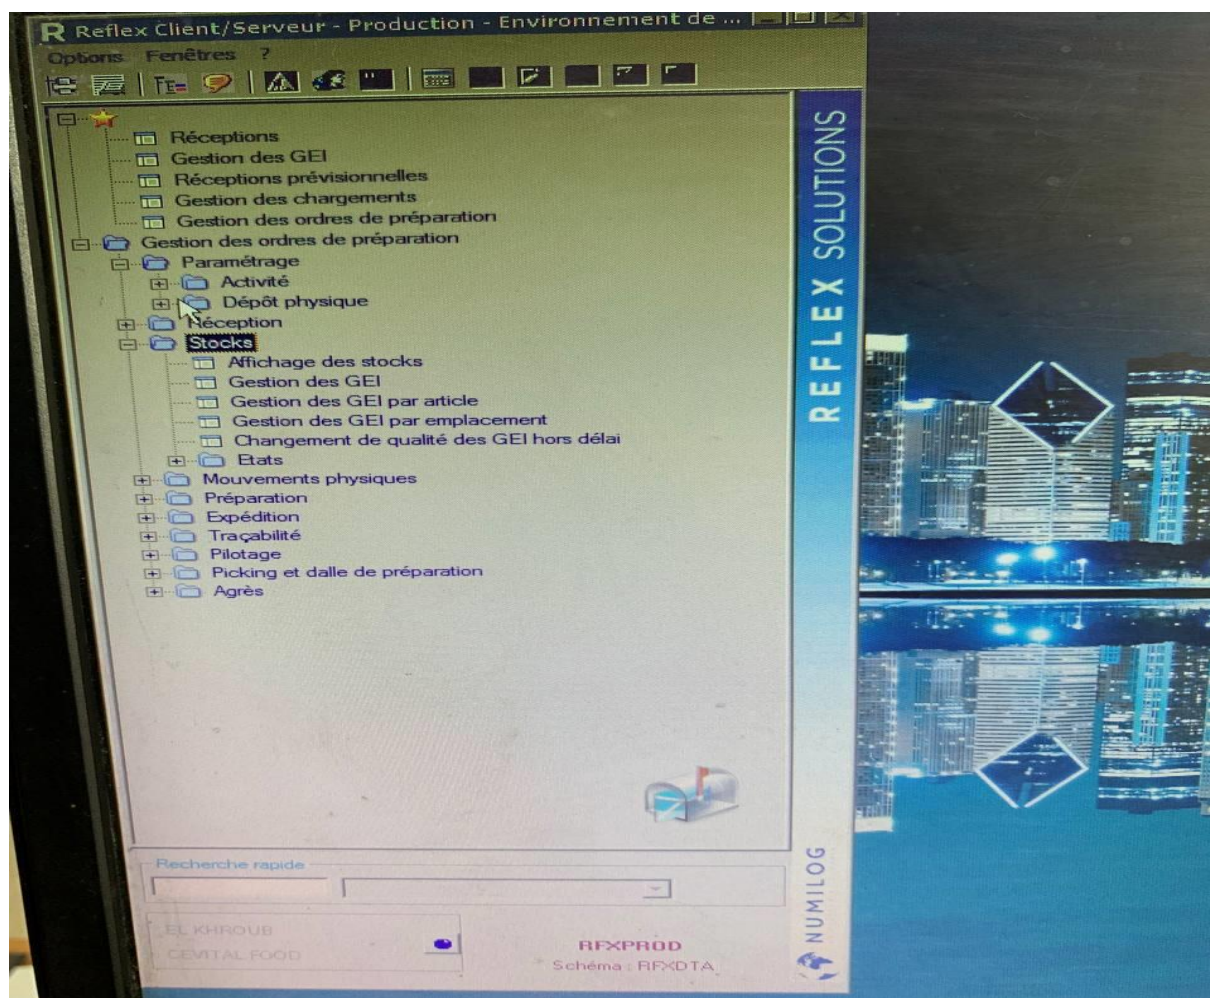 R Reflex Client/Serveur - Production - Environnement de ...
Options Fenêtres ?
Réceptions
Gestion des GEI
Réceptions prévisionnelles
Gestion des chargements
Gestion des ordres de préparation
Gestion des ordres de préparation
Paramétrage
Activité
Dépôt physique
Réception
Stocks
Affichage des stocks
Gestion des GEI
Gestion des GEI par article
Gestion des GEI par emplacement
Changement de qualité des GEI hors délai
Etats
Mouvements physiques
Préparation
Expédition
Traçabilité
Pilotage
Picking et dalle de préparation
Agrès
Recherche rapide
EL KHROUB
CEVITAL FOOD
RFXPROD
Schéma : RFXDTA
REFLEX SOLUTIONS
NUMILOG